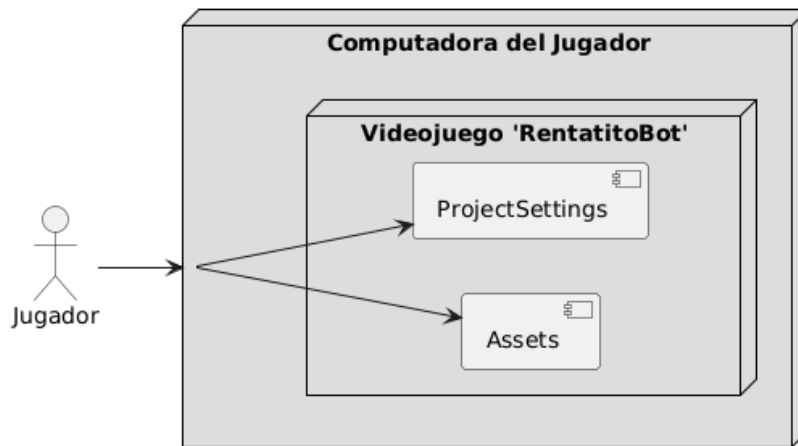 Computadora del Jugador
Videojuego 'RentatitoBot'
ProjectSettings
Jugador
Assets